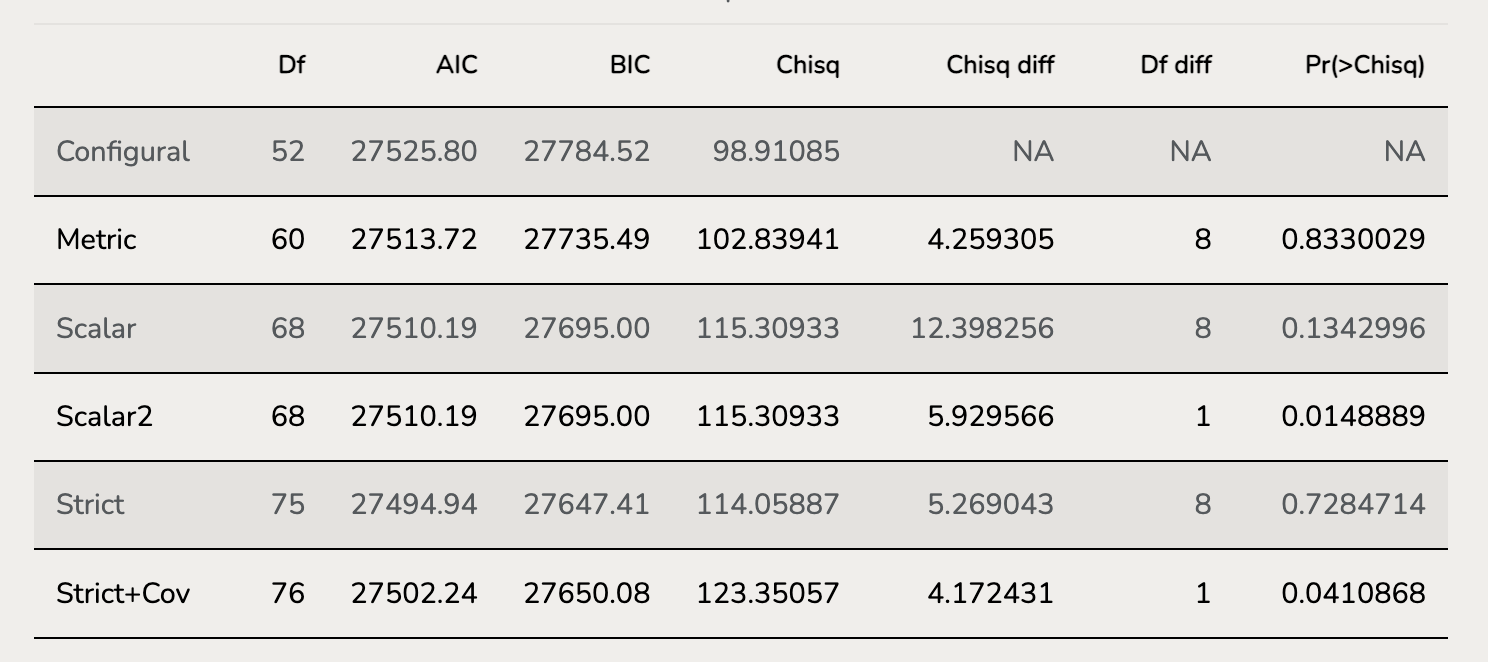 Df AIC BIC Chisq Chisq diff Df diff Pr(>Chisq)
Configural 52 27525.80 27784.52 98.91085 NA NA NA
Metric 60 27513.72 27735.49 102.83941 4.259305 8 0.8330029
Scalar 68 27510.19 27695.00 115.30933 12.398256 8 0.1342996
Scalar2 68 27510.19 27695.00 115.30933 5.929566 1 0.0148889
Strict 75 27494.94 27647.41 114.05887 5.269043 8 0.7284714
Strict+Cov 76 27502.24 27650.08 123.35057 4.172431 1 0.0410868